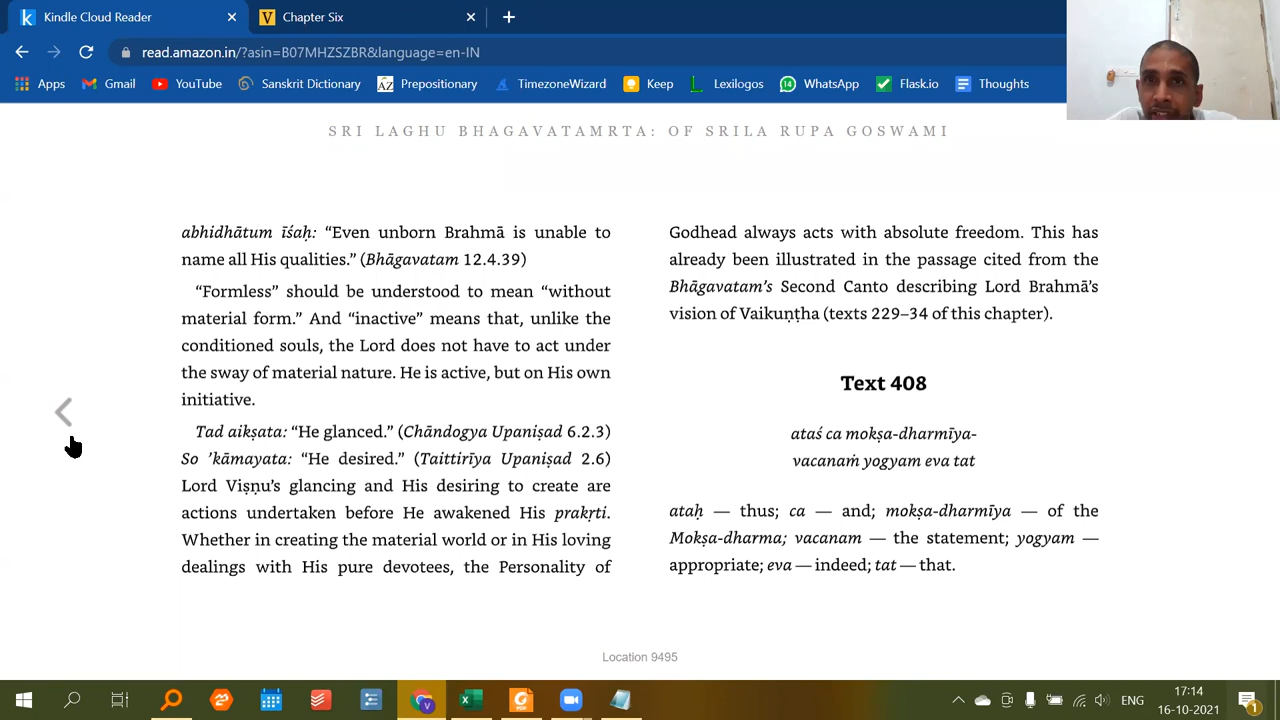 Kindle Cloud Reader
Chapter Six
read.amazon.in/?asin=B07MHZSZBR&language=en-IN
Apps Gmail YouTube Sanskrit Dictionary Prepositionary TimezoneWizard Keep Lexilogos WhatsApp Flask.io Thoughts
SRI LAGHU BHAGAVATAMRTA: OF SRILA RUPA GOSWAMI
abhidhātum īśaḥ: “Even unborn Brahmā is unable to
name all His qualities.” (Bhāgavatam 12.4.39)
“Formless” should be understood to mean “without
material form.” And “inactive” means that, unlike the
conditioned souls, the Lord does not have to act under
the sway of material nature. He is active, but on His own
initiative.
Tad aikṣata: “He glanced.” (Chāndogya Upaniṣad 6.2.3)
So ’kāmayata: “He desired.” (Taittirīya Upaniṣad 2.6)
Lord Viṣṇu’s glancing and His desiring to create are
actions undertaken before He awakened His prakṛti.
Whether in creating the material world or in His loving
dealings with His pure devotees, the Personality of
Godhead always acts with absolute freedom. This has
already been illustrated in the passage cited from the
Bhāgavatam’s Second Canto describing Lord Brahmā’s
vision of Vaikuṇṭha (texts 229–34 of this chapter).
Text 408
ataś ca mokṣa-dharmīya-
vacanaṁ yogyam eva tat
ataḥ — thus; ca — and; mokṣa-dharmīya — of the
Mokṣa-dharma; vacanam — the statement; yogyam —
appropriate; eva — indeed; tat — that.
Location 9495
ENG
17:14
16-10-2021